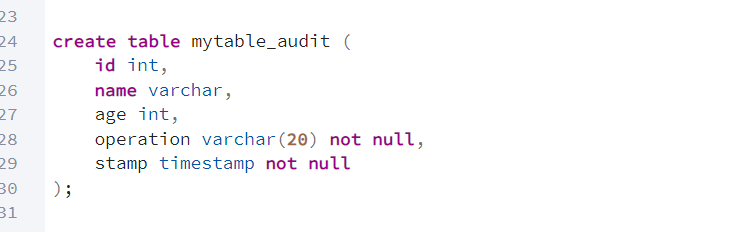 23
24 create table mytable_audit (
25     id int,
26     name varchar,
27     age int,
28     operation varchar(20) not null,
29     stamp timestamp not null
30 );
31